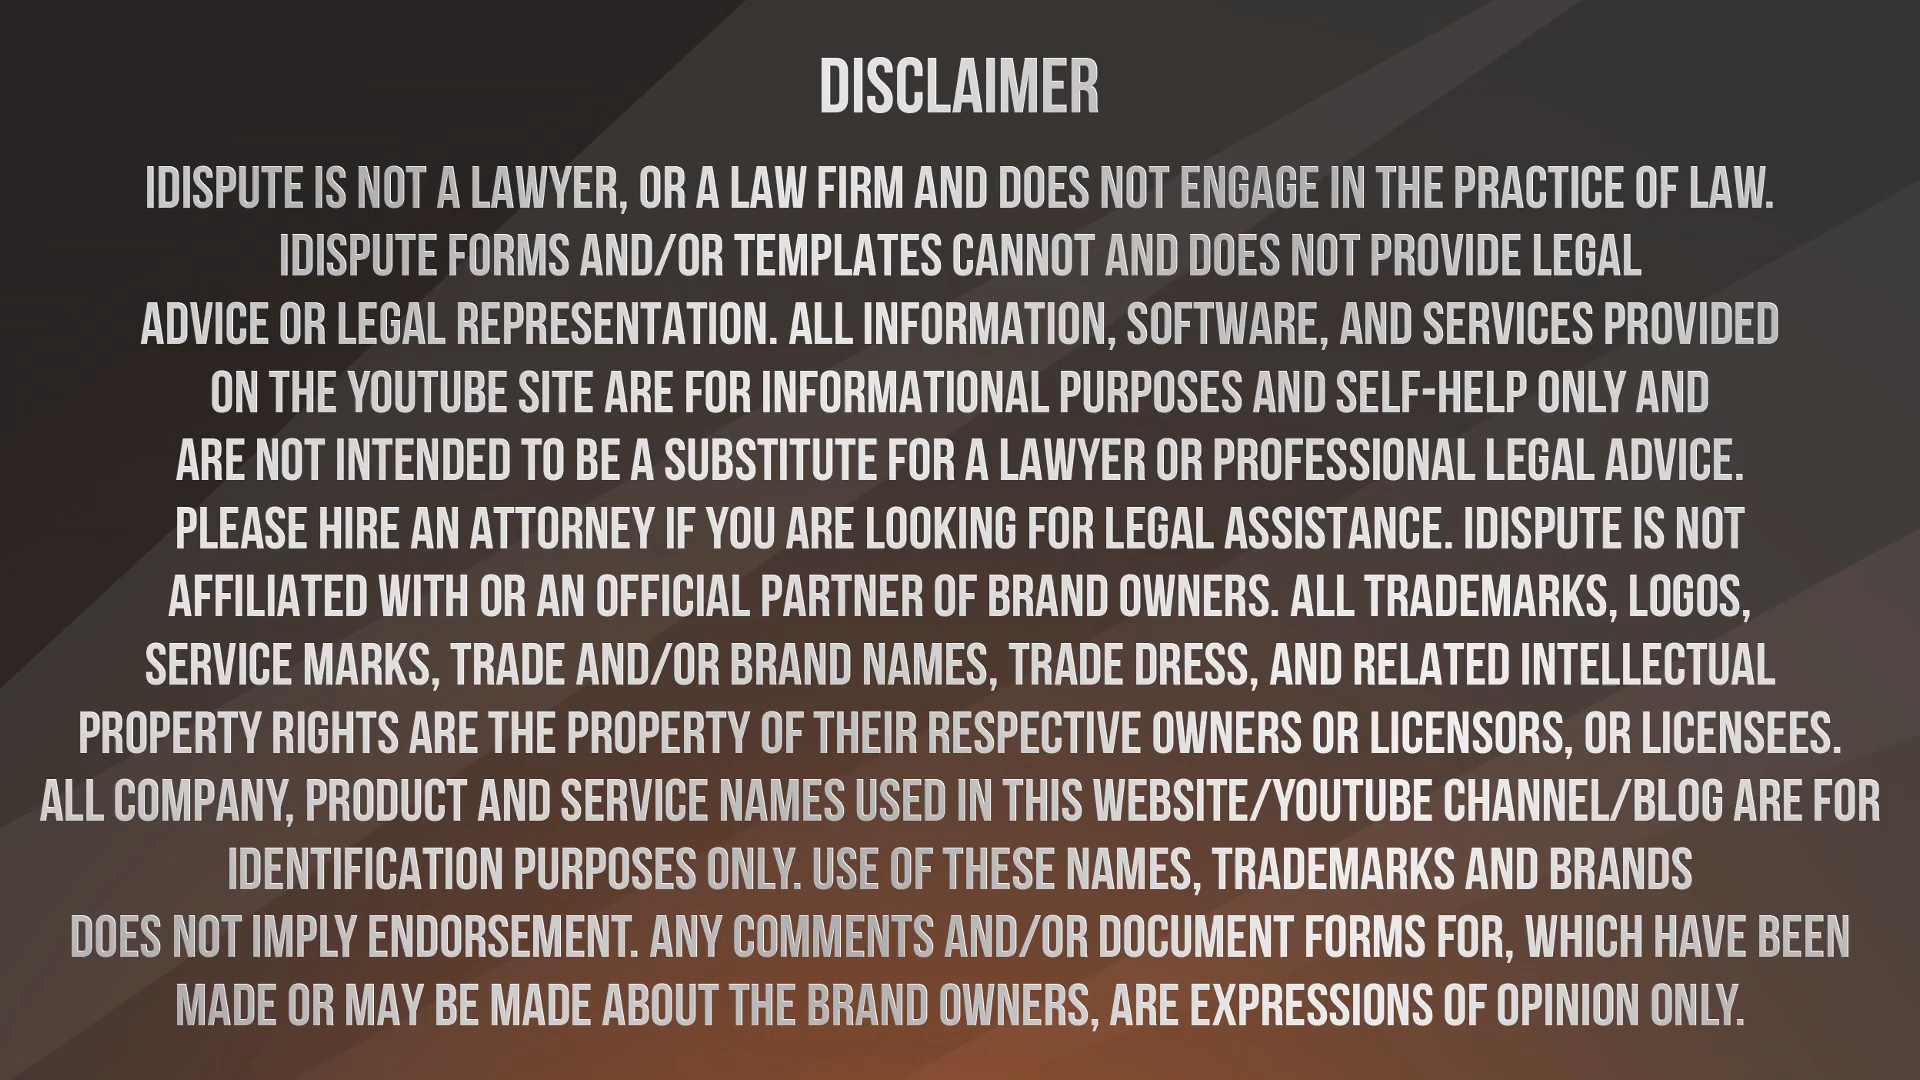 DISCLAIMER
IDISPUTE IS NOT A LAWYER, OR A LAW FIRM AND DOES NOT ENGAGE IN THE PRACTICE OF LAW.
IDISPUTE FORMS AND/OR TEMPLATES CANNOT AND DOES NOT PROVIDE LEGAL
ADVICE OR LEGAL REPRESENTATION. ALL INFORMATION, SOFTWARE, AND SERVICES PROVIDED
ON THE YOUTUBE SITE ARE FOR INFORMATIONAL PURPOSES AND SELF-HELP ONLY AND
ARE NOT INTENDED TO BE A SUBSTITUTE FOR A LAWYER OR PROFESSIONAL LEGAL ADVICE.
PLEASE HIRE AN ATTORNEY IF YOU ARE LOOKING FOR LEGAL ASSISTANCE. IDISPUTE IS NOT
AFFILIATED WITH OR AN OFFICIAL PARTNER OF BRAND OWNERS. ALL TRADEMARKS, LOGOS,
SERVICE MARKS, TRADE AND/OR BRAND NAMES, TRADE DRESS, AND RELATED INTELLECTUAL
PROPERTY RIGHTS ARE THE PROPERTY OF THEIR RESPECTIVE OWNERS OR LICENSORS, OR LICENSEES.
ALL COMPANY, PRODUCT AND SERVICE NAMES USED IN THIS WEBSITE/YOUTUBE CHANNEL/BLOG ARE FOR
IDENTIFICATION PURPOSES ONLY. USE OF THESE NAMES, TRADEMARKS AND BRANDS
DOES NOT IMPLY ENDORSEMENT. ANY COMMENTS AND/OR DOCUMENT FORMS FOR, WHICH HAVE BEEN
MADE OR MAY BE MADE ABOUT THE BRAND OWNERS, ARE EXPRESSIONS OF OPINION ONLY.